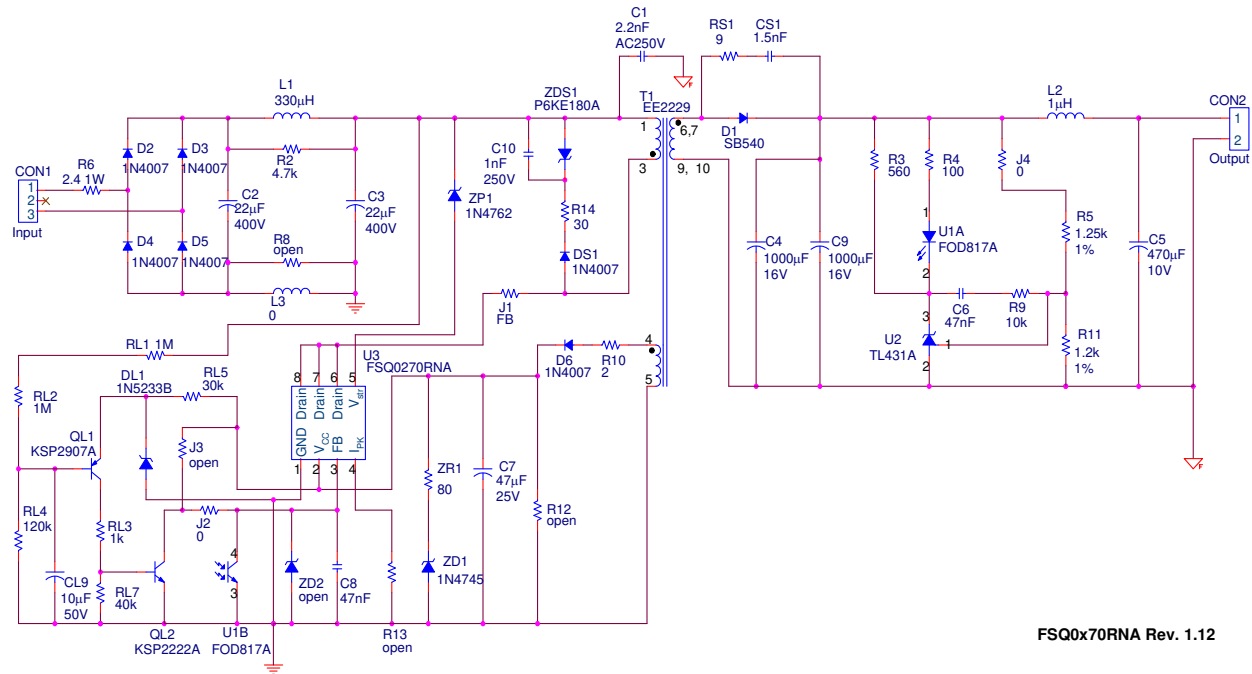 C1
2.2nF
AC250V
RS1
9
CS1
1.5nF
F
L1
330µH
ZDS1
P6KE180A
T1
EE2229
1
3
6,7
9, 10
D1
SB540
L2
1µH
CON2
1
2
Output
CON1
1
2
3
Input
R6
2.4 1W
D2
1N4007
D3
1N4007
D4
1N4007
D5
1N4007
C2
22µF
400V
R2
4.7k
R8
open
L3
0
C3
22µF
400V
ZP1
1N4762
C10
1nF
250V
R14
30
DS1
1N4007
J1
FB
C4
1000µF
16V
C9
1000µF
16V
R3
560
R4
100
J4
0
1
U1A
FOD817A
2
R5
1.25k
1%
C5
470µF
10V
C6
47nF
R9
10k
3
U2
TL431A
1
2
R11
1.2k
1%
F
RL1 1M
RL2
1M
DL1
1N5233B
RL5
30k
QL1
KSP2907A
J3
open
U3
FSQ0270RNA
8
7
6
5
Drain
Drain
Drain
Vstr
GND
VCC
FB
IPK
1
2
3
4
D6
1N4007
R10
2
4
5
RL4
120k
CL9
10µF
50V
RL3
1k
RL7
40k
J2
0
QL2
KSP2222A
4
3
U1B
FOD817A
ZD2
open
C8
47nF
R13
open
ZR1
80
ZD1
1N4745
C7
47µF
25V
R12
open
FSQ0x70RNA Rev. 1.12